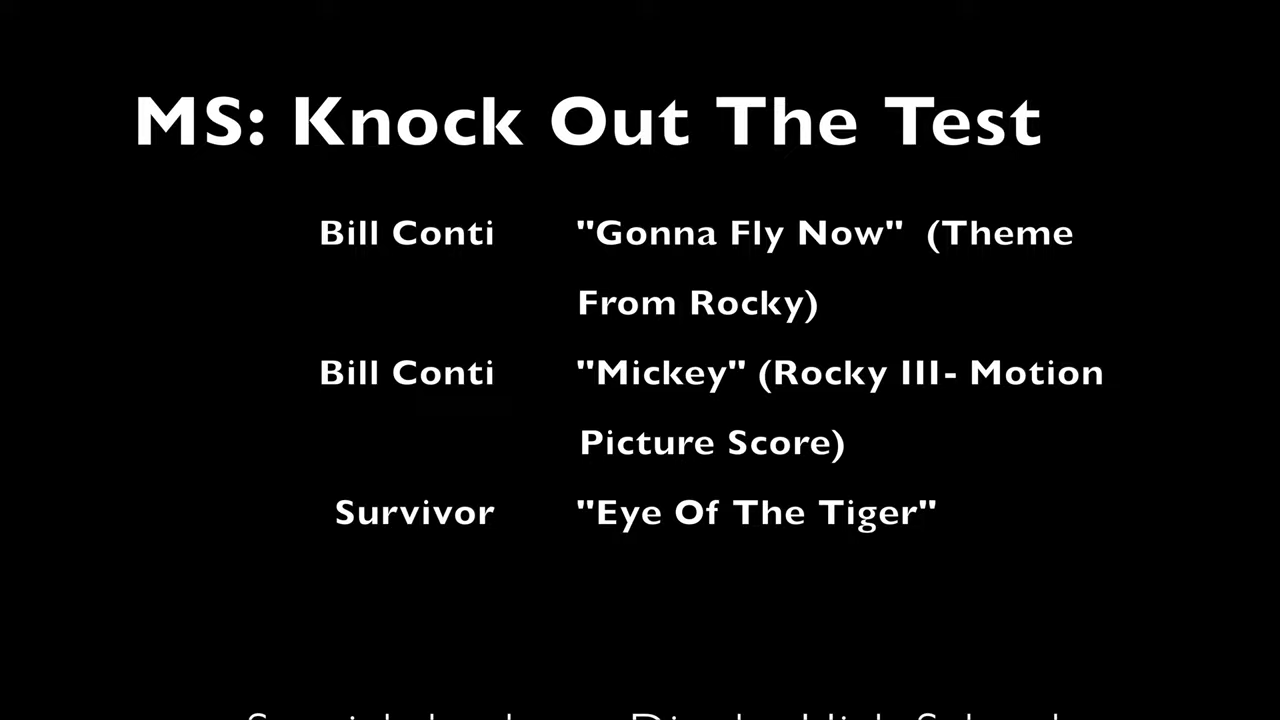 MS: Knock Out The Test
Bill Conti "Gonna Fly Now" (Theme
From Rocky)
Bill Conti "Mickey" (Rocky III- Motion
Picture Score)
Survivor "Eye Of The Tiger"